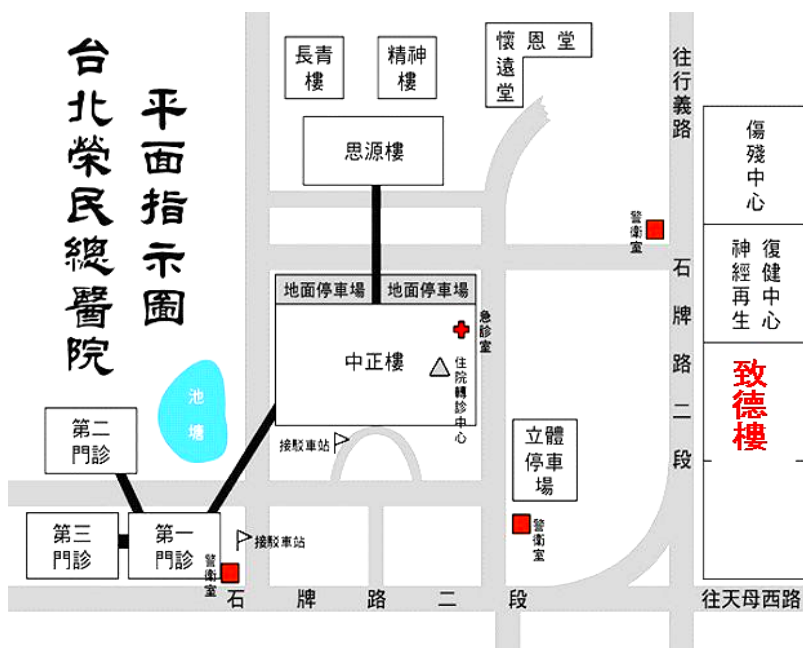 台北榮民總醫院
平面指示圖
長青
樓
精神
樓
懷恩堂
懷遠堂
思源樓
往行義路
傷殘中心
警衛室
神經再生
復健中心
地面停車場
地面停車場
急診室
中正樓
住院轉診中心
石牌路二段
致德樓
池塘
第二
門診
接駁車站
立體
停車
場
第三
門診
第一
門診
接駁車站
警衛室
警衛室
石牌路二段
往天母西路